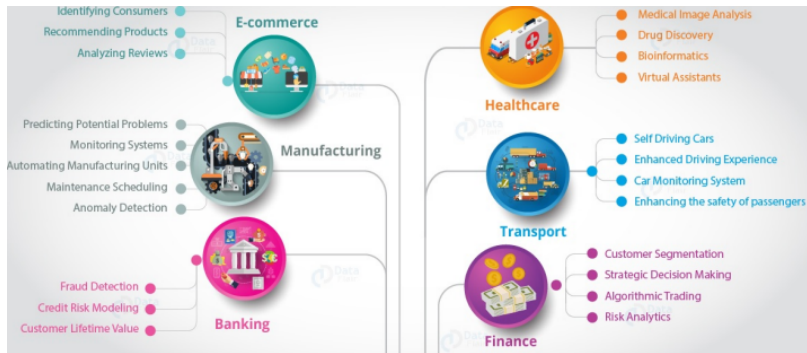 Identifying Consumers
Recommending Products
Analyzing Reviews
E-commerce
Predicting Potential Problems
Monitoring Systems
Automating Manufacturing Units
Maintenance Scheduling
Anomaly Detection
Manufacturing
Fraud Detection
Credit Risk Modeling
Customer Lifetime Value
Banking
Medical Image Analysis
Drug Discovery
Bioinformatics
Virtual Assistants
Healthcare
Self Driving Cars
Enhanced Driving Experience
Car Monitoring System
Enhancing the safety of passengers
Transport
Customer Segmentation
Strategic Decision Making
Algorithmic Trading
Risk Analytics
Finance